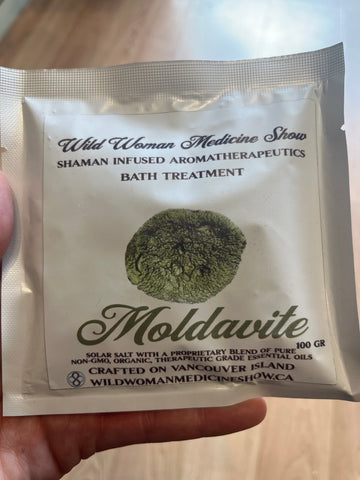 Wild Woman Medicine Show
SHAMAN INFUSED AROMATHERAPEUTICS
BATH TREATMENT
Moldavite
100 GR
SOLAR SALT WITH A PROPRIETARY BLEND OF PURE
NON-GMO, ORGANIC, THERAPEUTIC GRADE ESSENTIAL OILS
CRAFTED ON VANCOUVER ISLAND
WILDWOMANMEDICINESHOW.CA